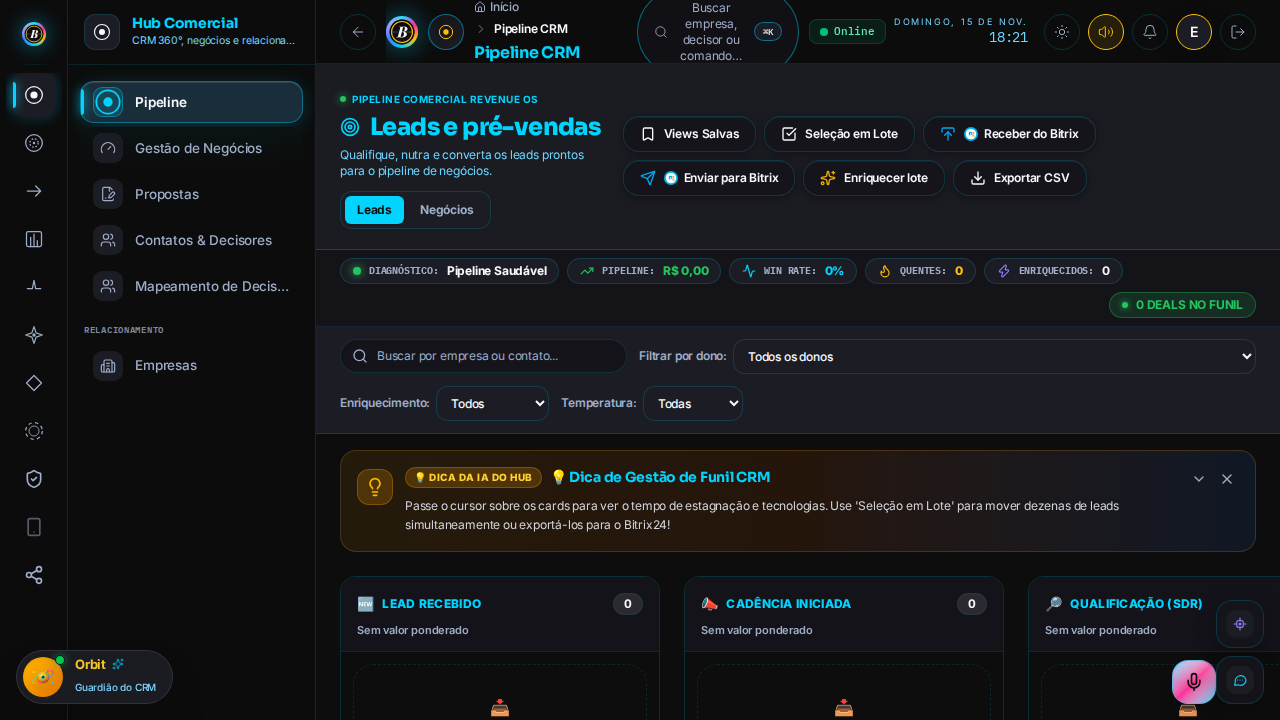 B
Hub Comercial
CRM 360°, negócios e relaciona...
Pipeline
Gestão de Negócios
Propostas
Contatos & Decisores
Mapeamento de Decis...
RELACIONAMENTO
Empresas
Orbit
Guardião do CRM
B
Início
Pipeline CRM
Pipeline CRM
Buscar
empresa,
decisor ou
comando...
⌘K
Online
DOMINGO, 15 DE NOV.
18:21
E
PIPELINE COMERCIAL REVENUE OS
Leads e pré-vendas
Qualifique, nutra e converta os leads prontos
para o pipeline de negócios.
Leads
Negócios
Views Salvas
Seleção em Lote
Receber do Bitrix
Enviar para Bitrix
Enriquecer lote
Exportar CSV
DIAGNÓSTICO: Pipeline Saudável
PIPELINE: R$ 0,00
WIN RATE: 0%
QUENTES: 0
ENRIQUECIDOS: 0
0 DEALS NO FUNIL
Buscar por empresa ou contato...
Filtrar por dono: Todos os donos
Enriquecimento: Todos
Temperatura: Todas
💡 DICA DA IA DO HUB
💡 Dica de Gestão de Funil CRM
Passe o cursor sobre os cards para ver o tempo de estagnação e tecnologias. Use 'Seleção em Lote' para mover dezenas de leads
simultaneamente ou exportá-los para o Bitrix24!
🆕 LEAD RECEBIDO 0
Sem valor ponderado
📣 CADÊNCIA INICIADA 0
Sem valor ponderado
🔎 QUALIFICAÇÃO (SDR)
Sem valor ponderado